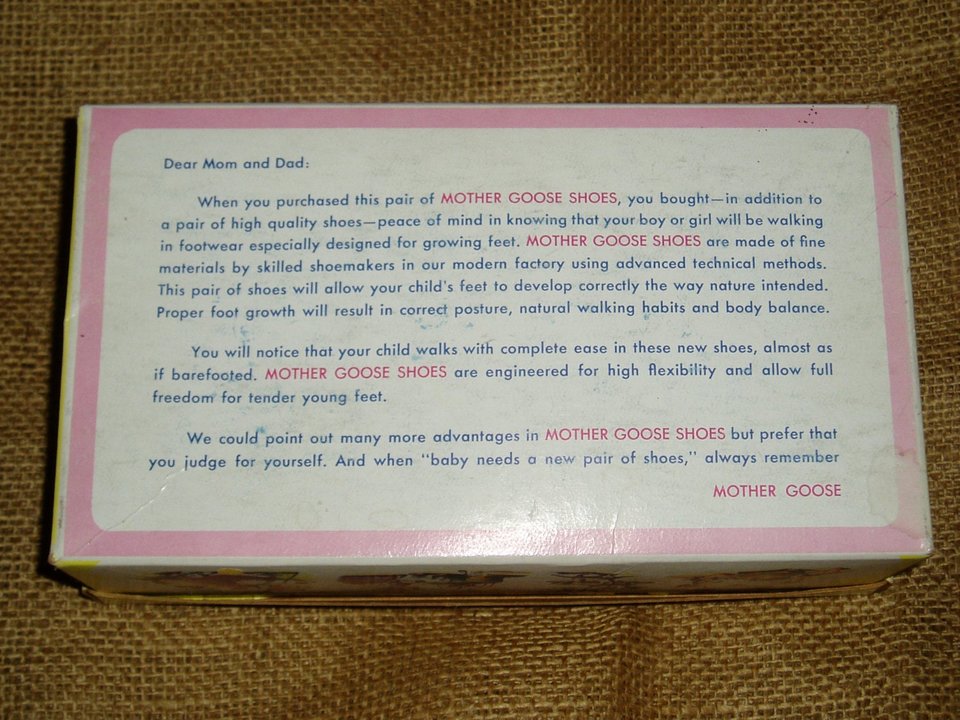 Dear Mom and Dad:
When you purchased this pair of MOTHER GOOSE SHOES, you bought—in addition to
a pair of high quality shoes—peace of mind in knowing that your boy or girl will be walking
in footwear especially designed for growing feet. MOTHER GOOSE SHOES are made of fine
materials by skilled shoemakers in our modern factory using advanced technical methods.
This pair of shoes will allow your child's feet to develop correctly the way nature intended.
Proper foot growth will result in correct posture, natural walking habits and body balance.
You will notice that your child walks with complete ease in these new shoes, almost as
if barefooted. MOTHER GOOSE SHOES are engineered for high flexibility and allow full
freedom for tender young feet.
We could point out many more advantages in MOTHER GOOSE SHOES but prefer that
you judge for yourself. And when "baby needs a new pair of shoes," always remember
MOTHER GOOSE